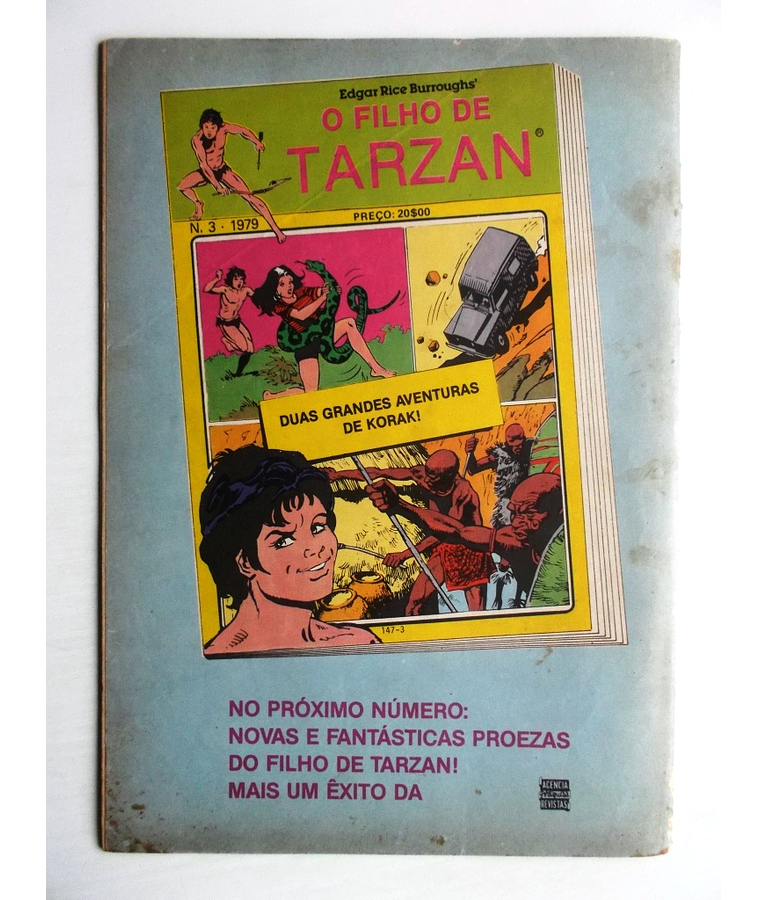 Edgar Rice Burroughs'
O FILHO DE
TARZAN®
N. 3 · 1979
PREÇO: 20$00
DUAS GRANDES AVENTURAS
DE KORAK!
147-3
NO PRÓXIMO NÚMERO:
NOVAS E FANTÁSTICAS PROEZAS
DO FILHO DE TARZAN!
MAIS UM ÊXITO DA
AGENCIA
REVISTAS